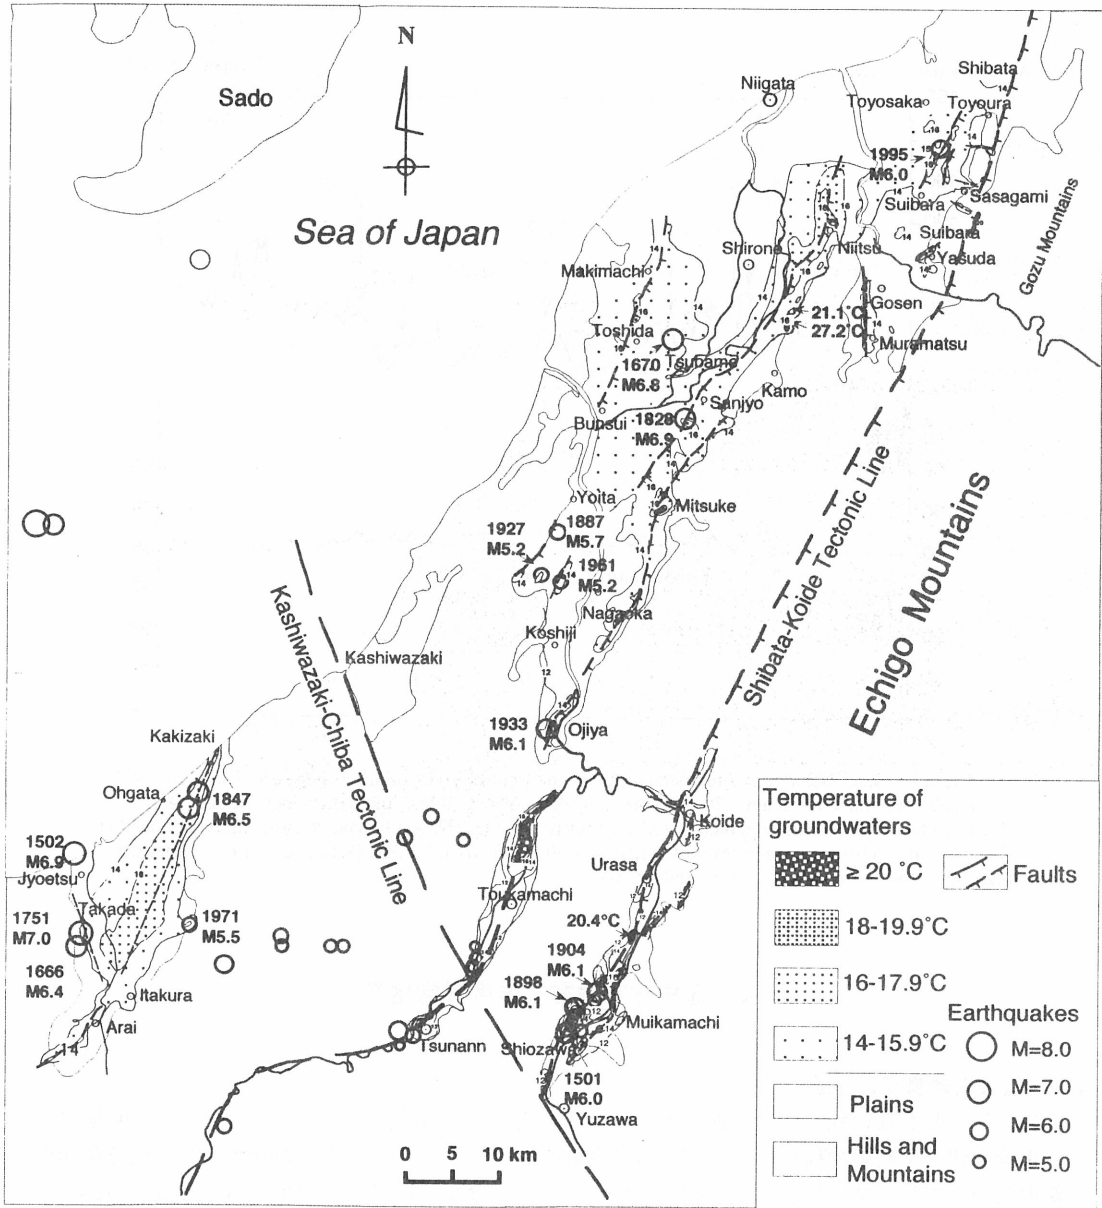 N
Sado
Sea of Japan
Niigata
Shibata
Toyosaka
Toyoura
1995
M6.0
Sasagami
Suibara
Gozu Mountains
Shirone
Niitsu
Suibara
Yasuda
Makimachi
Gosen
21.1°C
27.2°C
Toshida
Muramatsu
1670
M6.8
Tsubame
Kamo
Sanjyo
Bunsui
1828
M6.9
Yoita
Mitsuke
1927
M5.2
1887
M5.7
1961
M5.2
Nagaoka
Koshiji
Kashiwazaki
Kashiwazaki-Chiba Tectonic Line
Shibata-Koide Tectonic Line
Echigo Mountains
1933
M6.1
Ojiya
Kakizaki
Ohgata
1847
M6.5
1502
M6.9
Jyoetsu
Takada
1751
M7.0
1971
M5.5
1666
M6.4
Itakura
Arai
14
Koide
Urasa
Toukamachi
20.4°C
1904
M6.1
1898
M6.1
Muikamachi
Tsunann
Shiozawa
1501
M6.0
Yuzawa
0 5 10 km
Temperature of
groundwaters
≥ 20 °C
Faults
18-19.9°C
16-17.9°C
14-15.9°C
Plains
Hills and
Mountains
Earthquakes
M=8.0
M=7.0
M=6.0
M=5.0